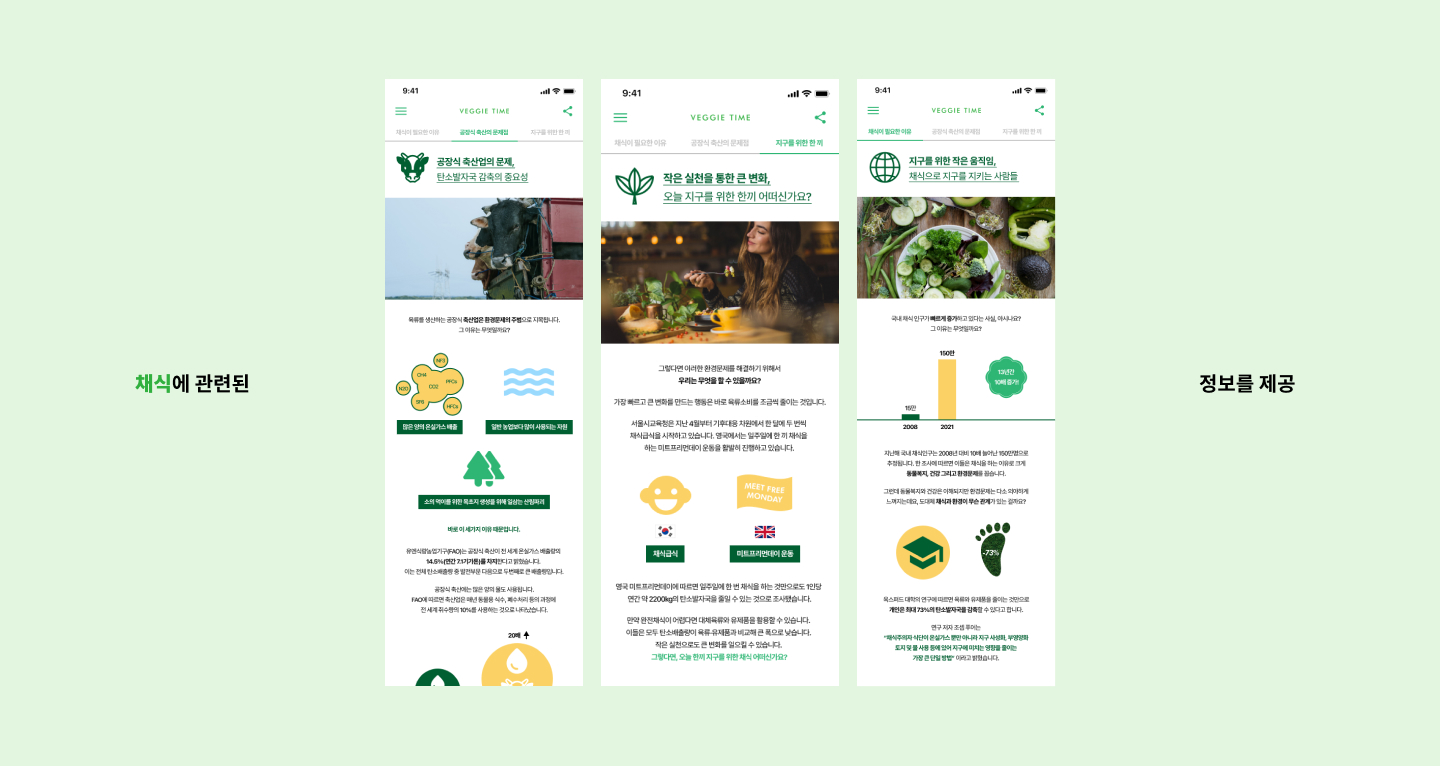 채식에 관련된
9:41
VEGGIE TIME
채식이 필요한 이유 공장식 축산의 문제점 지구를 위한 한 끼
공장식 축산업의 문제,
탄소발자국 감축의 중요성
육류를 생산하는 공장식 축산업은 환경문제의 주범으로 지목됩니다.
그 이유는 무엇일까요?
NF3
CH4
PFCs
N2O
CO2
SF6
HFCs
많은 양의 온실가스 배출
일반 농업보다 많이 사용되는 자원
소의 먹이를 위한 목초지 생성을 위해 일삼는 산림파괴
바로 이 세가지 이유 때문입니다.
유엔식량농업기구(FAO)는 공장식 축산이 전 세계 온실가스 배출량의
14.5%(연간 7.1기가톤)를 차지한다고 밝혔습니다.
이는 전체 탄소배출량 중 발전부문 다음으로 두번째로 큰 배출량입니다.
공장식 축산에는 많은 양의 물도 사용됩니다.
FAO에 따르면 축산업은 매년 동물용 식수, 폐수처리 등의 과정에
전 세계 취수량의 10%를 사용하는 것으로 나타났습니다.
20배
9:41
VEGGIE TIME
채식이 필요한 이유 공장식 축산의 문제점 지구를 위한 한 끼
작은 실천을 통한 큰 변화,
오늘 지구를 위한 한끼 어떠신가요?
그렇다면 이러한 환경문제를 해결하기 위해서
우리는 무엇을 할 수 있을까요?
가장 빠르고 큰 변화를 만드는 행동은 바로 육류소비를 조금씩 줄이는 것입니다.
서울시교육청은 지난 4월부터 기후대응 차원에서 한 달에 두 번씩
채식급식을 시작하고 있습니다. 영국에서는 일주일에 한 끼 채식을
하는 미트프리먼데이 운동을 활발히 진행하고 있습니다.
MEET FREE
MONDAY
채식급식
미트프리먼데이 운동
영국 미트프리먼데이에 따르면 일주일에 한 번 채식을 하는 것만으로도 1인당
연간 약 2200kg의 탄소발자국을 줄일 수 있는 것으로 조사됐습니다.
만약 완전채식이 어렵다면 대체육류와 유제품을 활용할 수 있습니다.
이들은 모두 탄소배출량이 육류·유제품과 비교해 큰 폭으로 낮습니다.
작은 실천으로도 큰 변화를 일으킬 수 있습니다.
그렇다면, 오늘 한끼 지구를 위한 채식 어떠신가요?
9:41
VEGGIE TIME
채식이 필요한 이유 공장식 축산의 문제점 지구를 위한 한 끼
지구를 위한 작은 움직임,
채식으로 지구를 지키는 사람들
국내 채식 인구가 빠르게 증가하고 있다는 사실, 아시나요?
그 이유는 무엇일까요?
150만
13년간
10배 증가!
15만
2008
2021
지난해 국내 채식인구는 2008년 대비 10배 늘어난 150만명으로
추정됩니다. 한 조사에 따르면 이들은 채식을 하는 이유로 크게
동물복지, 건강 그리고 환경문제를 꼽습니다.
그런데 동물복지와 건강은 이해되지만 환경문제는 다소 의아하게
느껴지는데요, 도대체 채식과 환경이 무슨 관계가 있는 걸까요?
-73%
옥스퍼드 대학의 연구에 따르면 육류와 유제품을 줄이는 것만으로
개인은 최대 73%의 탄소발자국을 감축할 수 있다고 합니다.
연구 저자 조셉 푸어는
"채식주의자 식단이 온실가스 뿐만 아니라 지구 사성화, 부영양화
토지 및 물 사용 등에 있어 지구에 미치는 영향을 줄이는
가장 큰 단일 방법" 이라고 밝혔습니다.
정보를 제공